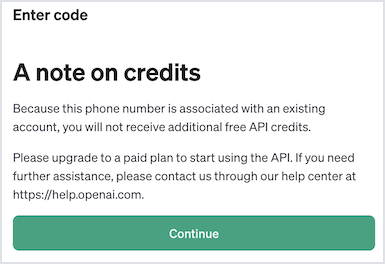 Enter code
A note on credits
Because this phone number is associated with an existing
account, you will not receive additional free API credits.
Please upgrade to a paid plan to start using the API. If you need
further assistance, please contact us through our help center at
https://help.openai.com.
Continue